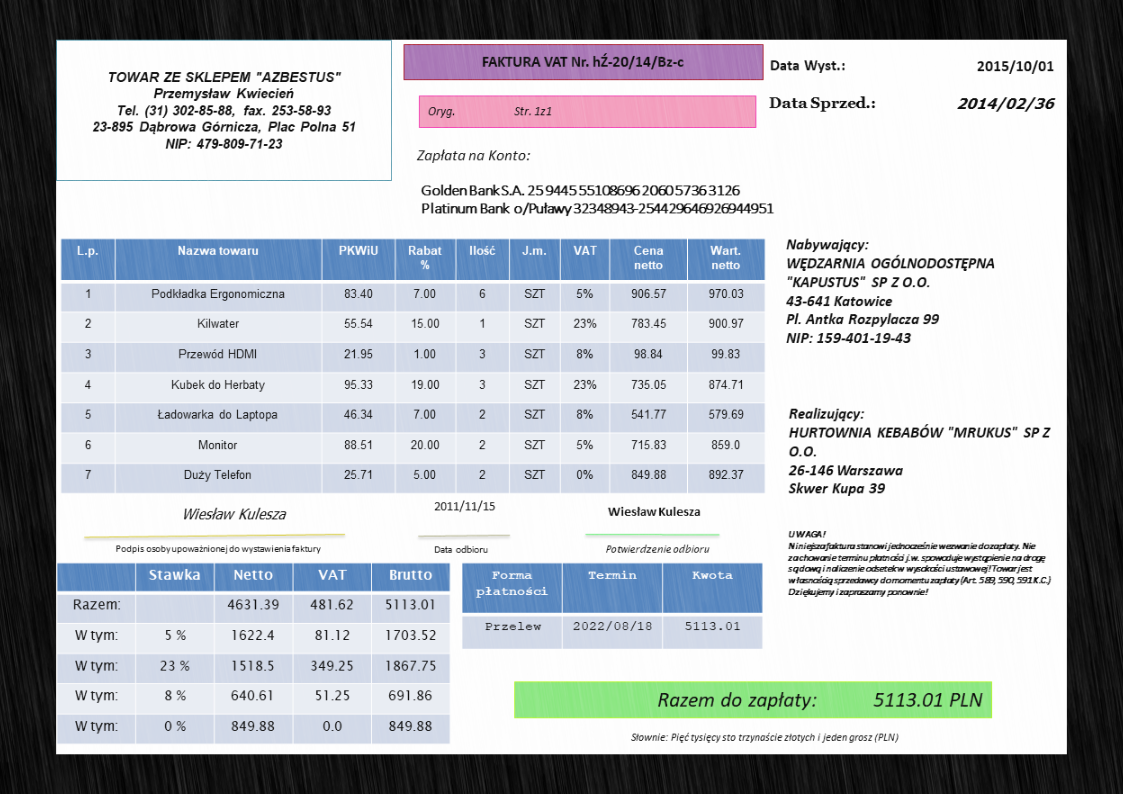 TOWAR ZE SKLEPEM "AZBESTUS"
Przemysław Kwiecień
Tel. (31) 302-85-88, fax. 253-58-93
23-895 Dąbrowa Górnicza, Plac Polna 51
NIP: 479-809-71-23
FAKTURA VAT Nr. hŹ-20/14/Bz-c
Oryg. Str. 1z1
Data Wyst.: 2015/10/01
Data Sprzed.: 2014/02/36
Zapłata na Konto:
Golden Bank S.A. 25 9445 5510 8696 2060 5736 3126
Platinum Bank o/Puławy 32348943-254429646926944951
L.p. Nazwa towaru PKWiU Rabat % Ilość J.m. VAT Cena netto Wart. netto
1 Podkładka Ergonomiczna 83.40 7.00 6 SZT 5% 906.57 970.03
2 Kilwater 55.54 15.00 1 SZT 23% 783.45 900.97
3 Przewód HDMI 21.95 1.00 3 SZT 8% 98.84 99.83
4 Kubek do Herbaty 95.33 19.00 3 SZT 23% 735.05 874.71
5 Ładowarka do Laptopa 46.34 7.00 2 SZT 8% 541.77 579.69
6 Monitor 88.51 20.00 2 SZT 5% 715.83 859.0
7 Duży Telefon 25.71 5.00 2 SZT 0% 849.88 892.37
Nabywający:
WĘDZARNIA OGÓLNODOSTĘPNA
"KAPUSTUS" SP Z O.O.
43-641 Katowice
Pl. Antka Rozpylacza 99
NIP: 159-401-19-43
Realizujący:
HURTOWNIA KEBABÓW "MRUKUS" SP Z
O.O.
26-146 Warszawa
Skwer Kupa 39
Wiesław Kulesza
Podpis osoby upoważnionej do wystawienia faktury
2011/11/15
Data odbioru
Wiesław Kulesza
Potwierdzenie odbioru
UWAGA!
Niniejsza faktura stanowi jednocześnie wezwanie do zapłaty. Nie
zachowanie terminu płatności j.w. spowoduje wystąpienie na drogę
sądową i naliczenie odsetek w wysokości ustawowej! Towar jest
własnością sprzedawcy do momentu zapłaty (Art. 589, 590, 591 K.C.)
Dziękujemy i zapraszamy ponownie!
Stawka Netto VAT Brutto
Razem: 4631.39 481.62 5113.01
W tym: 5 % 1622.4 81.12 1703.52
W tym: 23 % 1518.5 349.25 1867.75
W tym: 8 % 640.61 51.25 691.86
W tym: 0 % 849.88 0.0 849.88
Forma płatności Termin Kwota
Przelew 2022/08/18 5113.01
Razem do zapłaty: 5113.01 PLN
Słownie: Pięć tysięcy sto trzynaście złotych i jeden grosz (PLN)